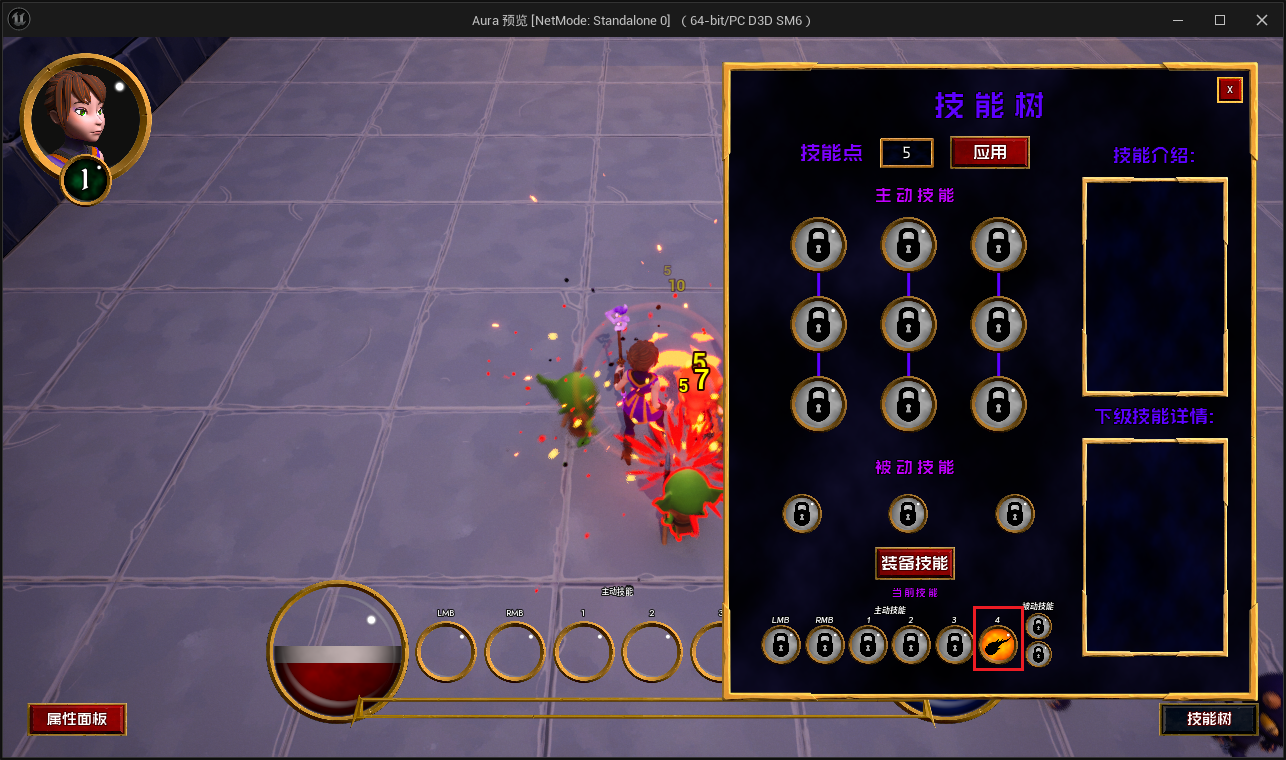 Aura 预览 [NetMode: Standalone 0] ( 64-bit/PC D3D SM6 )
1
技能树
X
技能点
5
应用
技能介绍:
主动技能
5
10
5
7
5
下级技能详情:
被动技能
装备技能
当前技能
主动技能
LMB
RMB
1
2
3
主动技能
被动技能
LMB
RMB
1
2
3
4
属性面板
技能树